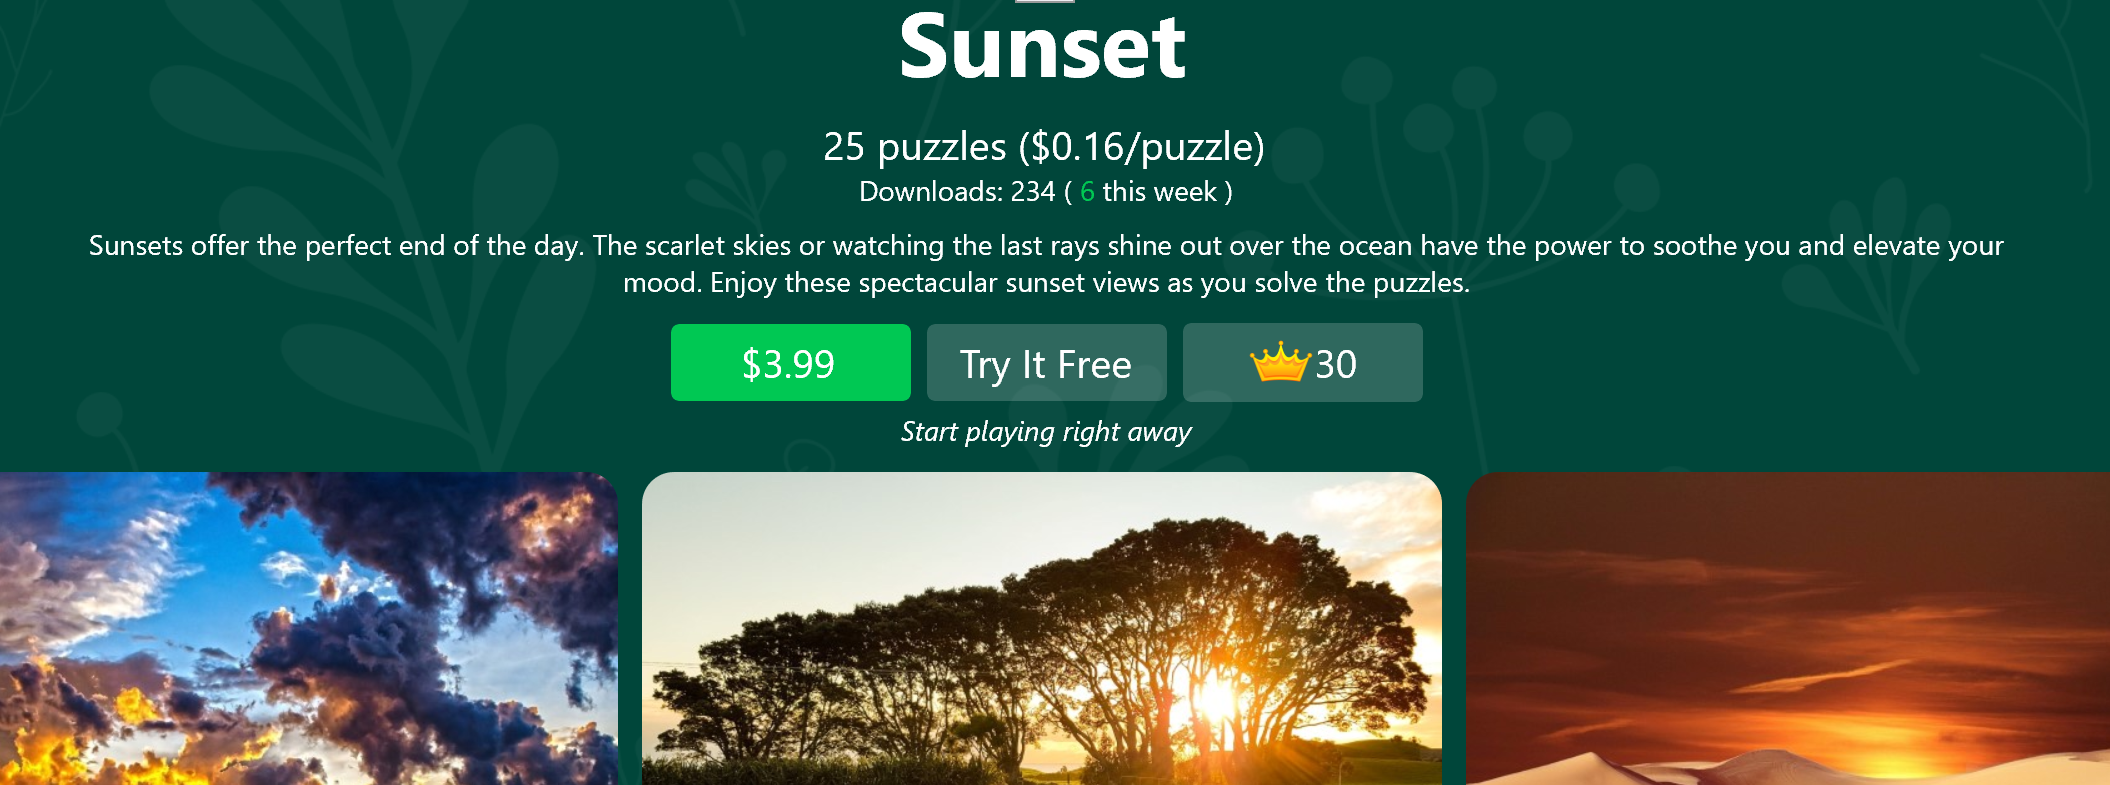 Sunset
25 puzzles ($0.16/puzzle)
Downloads: 234 ( 6 this week )
Sunsets offer the perfect end of the day. The scarlet skies or watching the last rays shine out over the ocean have the power to soothe you and elevate your
mood. Enjoy these spectacular sunset views as you solve the puzzles.
$3.99 Try It Free 30
Start playing right away